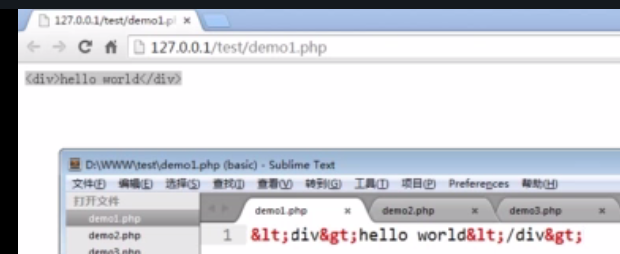 127.0.0.1/test/demo1.pl
127.0.0.1/test/demo1.php
<div>hello world</div>
D:\WWW\test\demo1.php (basic) - Sublime Text
文件(F) 编辑(E) 选择(S) 查找(I) 查看(V) 转到(G) 工具(T) 项目(P) Preferences 帮助(H)
打开文件
demo1.php
demo2.php
demo3.php
demo1.php demo2.php demo3.php
1 &lt;div&gt;hello world&lt;/div&gt;